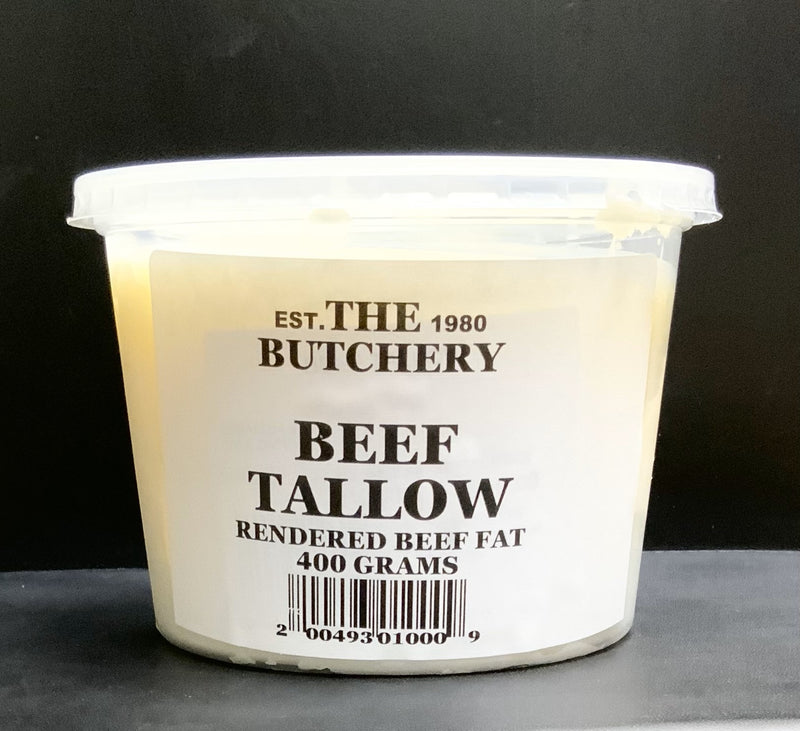 EST. THE 1980
BUTCHERY
BEEF
TALLOW
RENDERED BEEF FAT
400 GRAMS
2 00493 01000 9